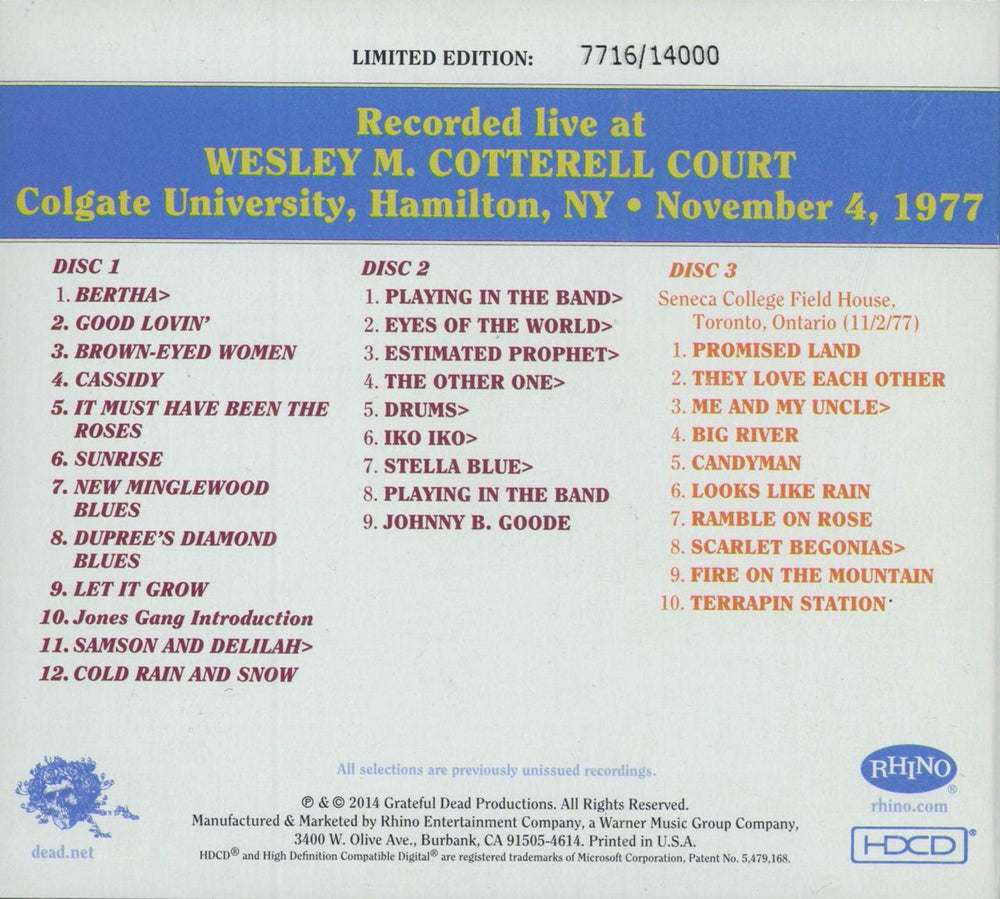 LIMITED EDITION: 7716/14000
Recorded live at
WESLEY M. COTTERELL COURT
Colgate University, Hamilton, NY • November 4, 1977
DISC 1
1. BERTHA>
2. GOOD LOVIN'
3. BROWN-EYED WOMEN
4. CASSIDY
5. IT MUST HAVE BEEN THE
ROSES
6. SUNRISE
7. NEW MINGLEWOOD
BLUES
8. DUPREE'S DIAMOND
BLUES
9. LET IT GROW
10. Jones Gang Introduction
11. SAMSON AND DELILAH>
12. COLD RAIN AND SNOW
DISC 2
1. PLAYING IN THE BAND>
2. EYES OF THE WORLD>
3. ESTIMATED PROPHET>
4. THE OTHER ONE>
5. DRUMS>
6. IKO IKO>
7. STELLA BLUE>
8. PLAYING IN THE BAND
9. JOHNNY B. GOODE
DISC 3
Seneca College Field House,
Toronto, Ontario (11/2/77)
1. PROMISED LAND
2. THEY LOVE EACH OTHER
3. ME AND MY UNCLE>
4. BIG RIVER
5. CANDYMAN
6. LOOKS LIKE RAIN
7. RAMBLE ON ROSE
8. SCARLET BEGONIAS>
9. FIRE ON THE MOUNTAIN
10. TERRAPIN STATION
All selections are previously unissued recordings.
℗ & © 2014 Grateful Dead Productions. All Rights Reserved.
Manufactured & Marketed by Rhino Entertainment Company, a Warner Music Group Company,
3400 W. Olive Ave., Burbank, CA 91505-4614. Printed in U.S.A.
HDCD® and High Definition Compatible Digital® are registered trademarks of Microsoft Corporation, Patent No. 5,479,168.
dead.net
RHINO®
rhino.com
HDCD®